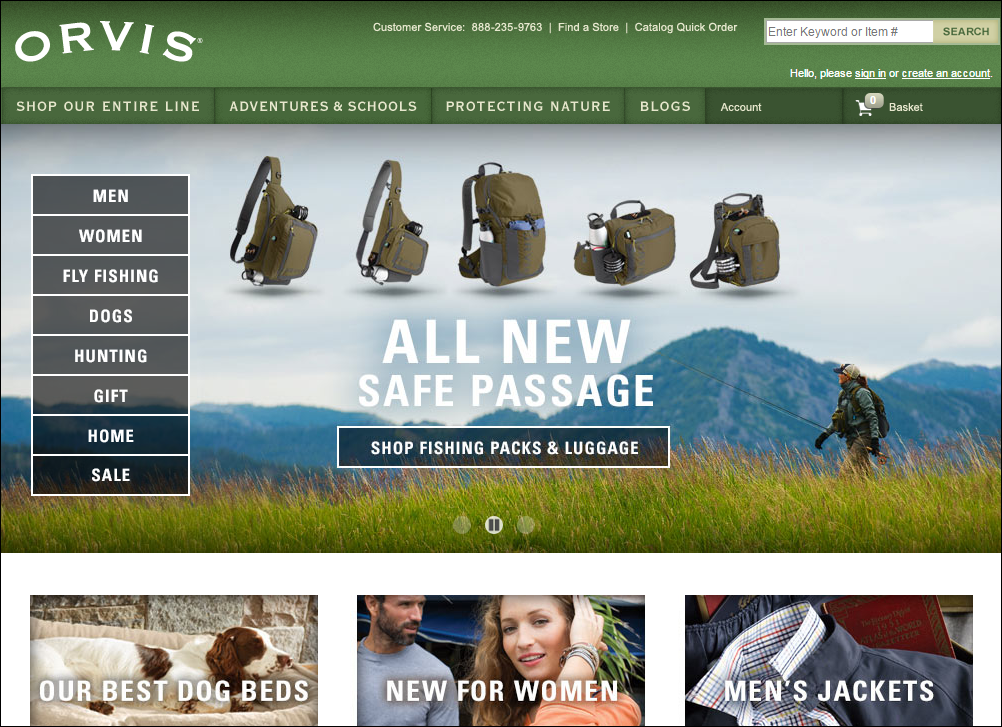 ORVIS®
Customer Service: 888-235-9763 | Find a Store | Catalog Quick Order
Enter Keyword or Item #
SEARCH
Hello, please sign in or create an account.
SHOP OUR ENTIRE LINE
ADVENTURES & SCHOOLS
PROTECTING NATURE
BLOGS
Account
0
Basket
MEN
WOMEN
FLY FISHING
DOGS
HUNTING
GIFT
HOME
SALE
ALL NEW
SAFE PASSAGE
SHOP FISHING PACKS & LUGGAGE
OUR BEST DOG BEDS
NEW FOR WOMEN
MEN'S JACKETS
1951